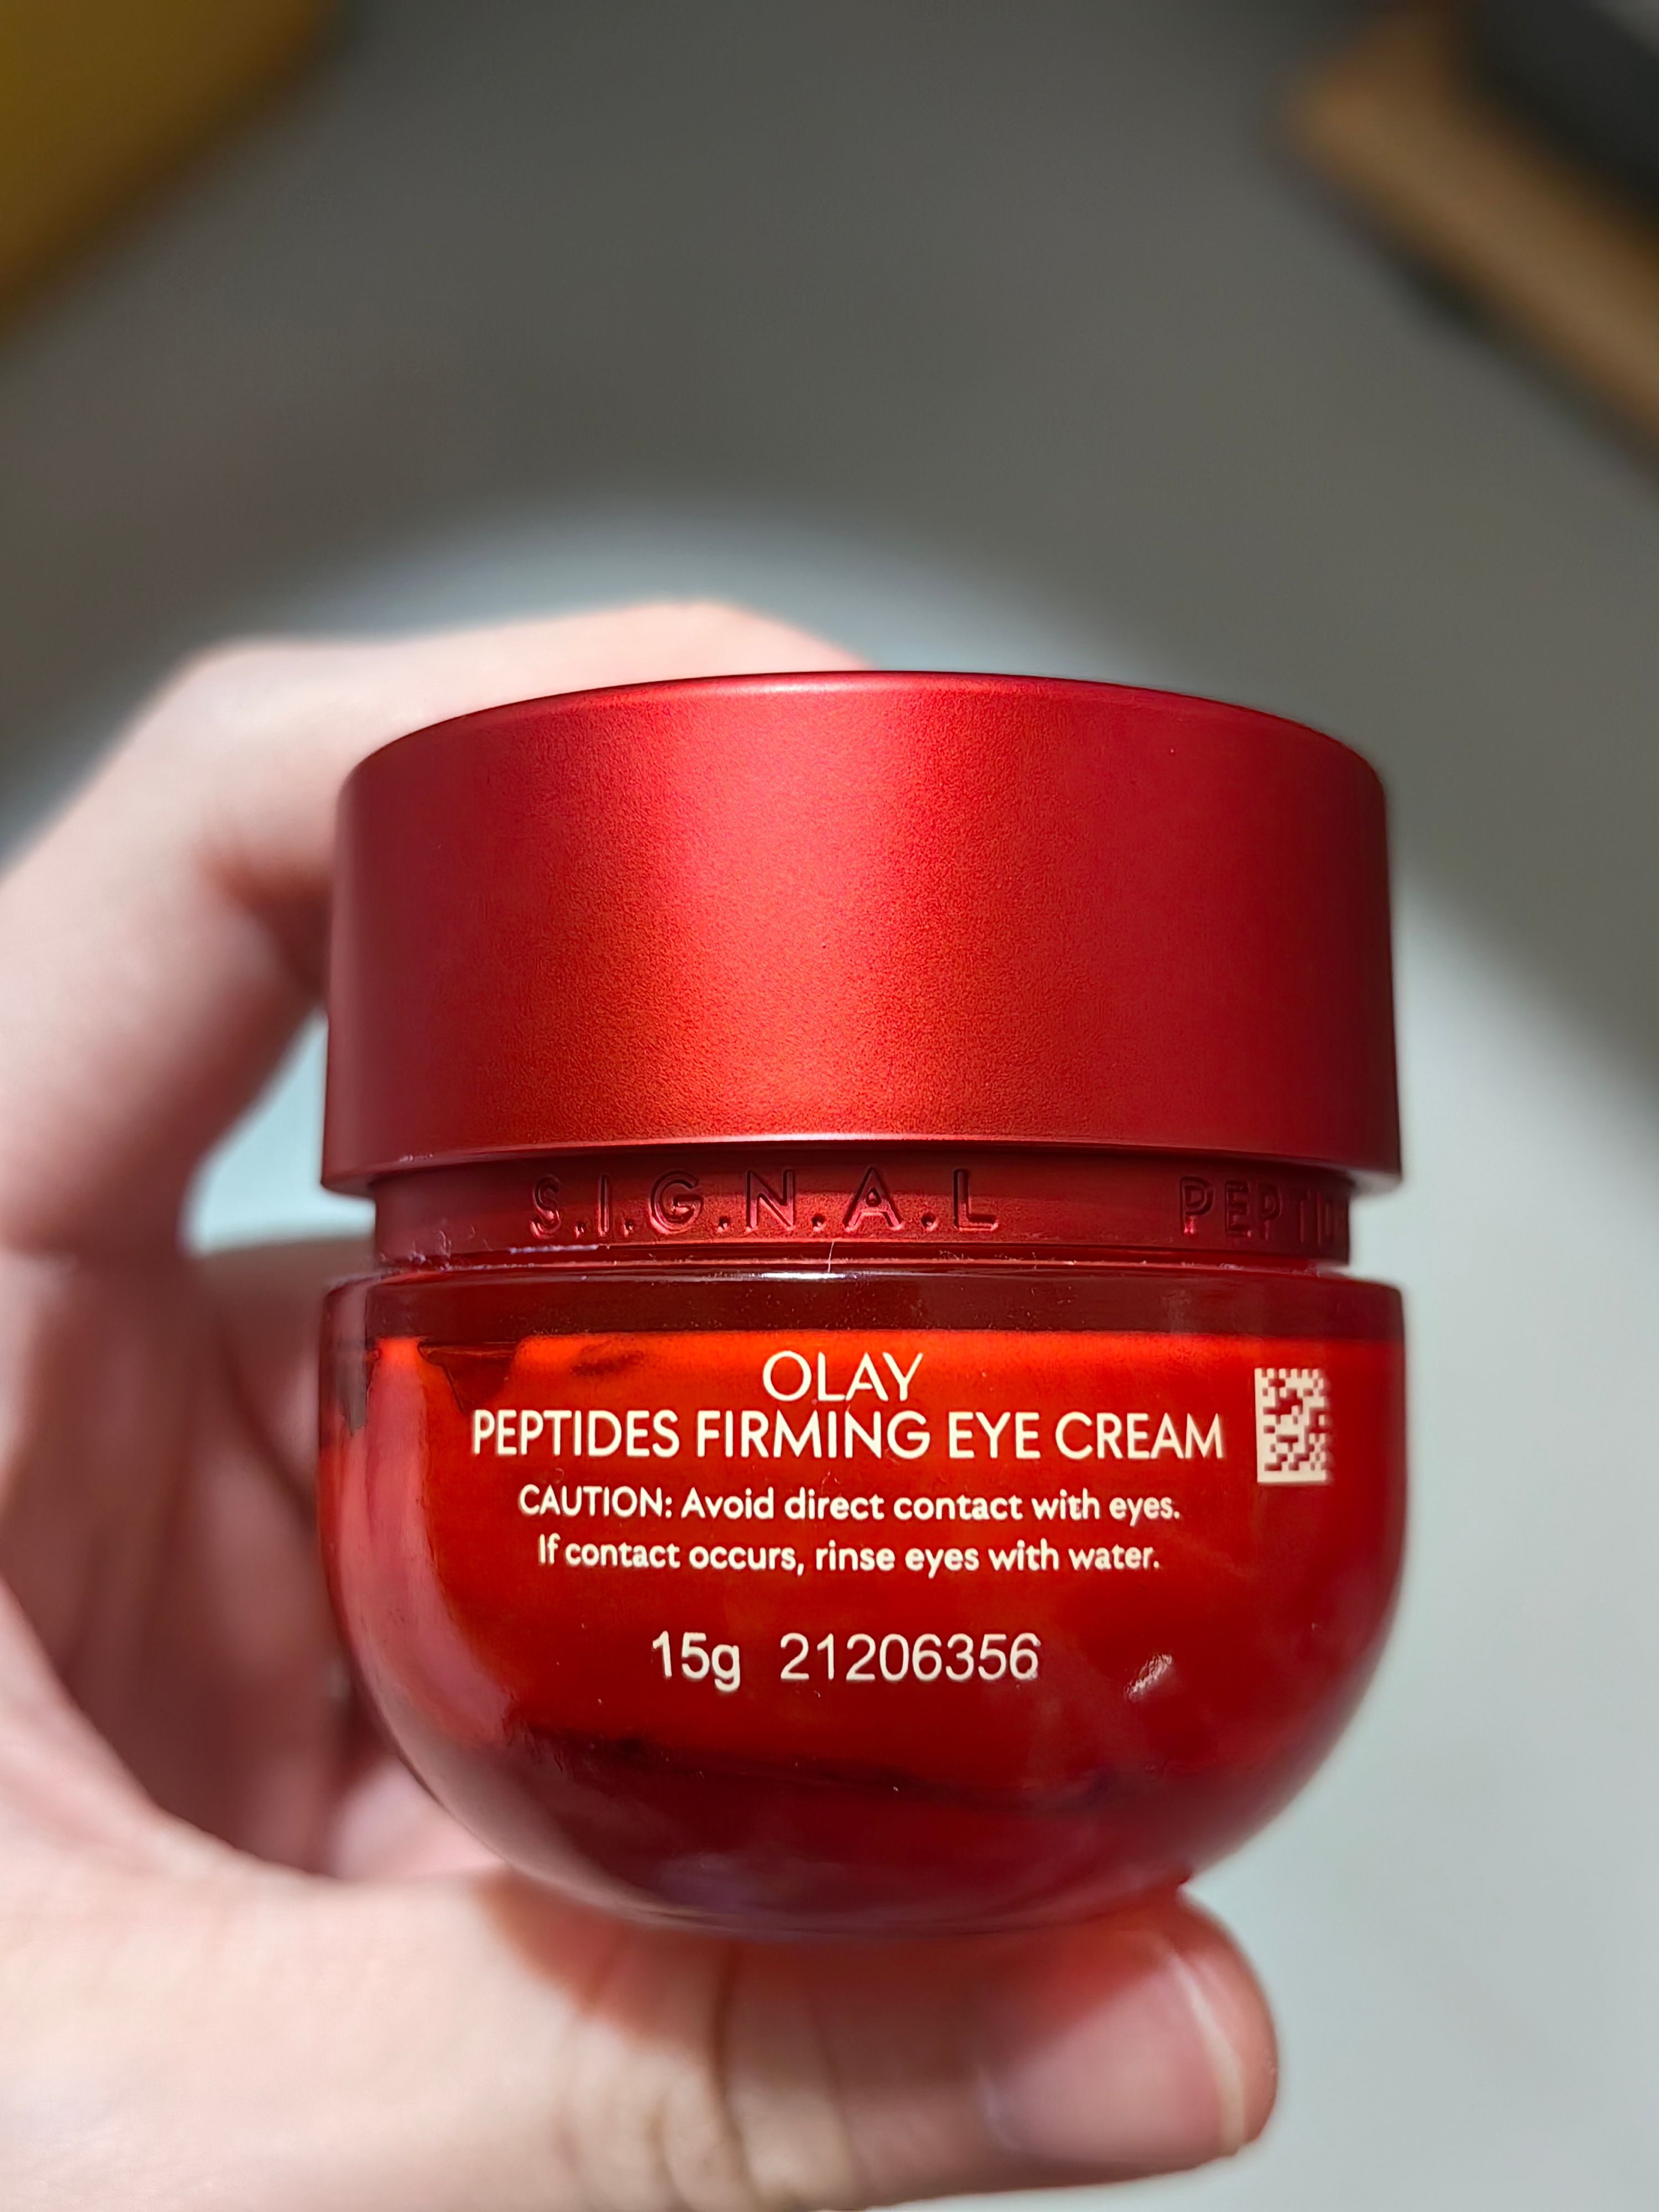 S.I.G.N.A.L
OLAY
PEPTIDES FIRMING EYE CREAM
CAUTION: Avoid direct contact with eyes.
If contact occurs, rinse eyes with water.
15g 21206356